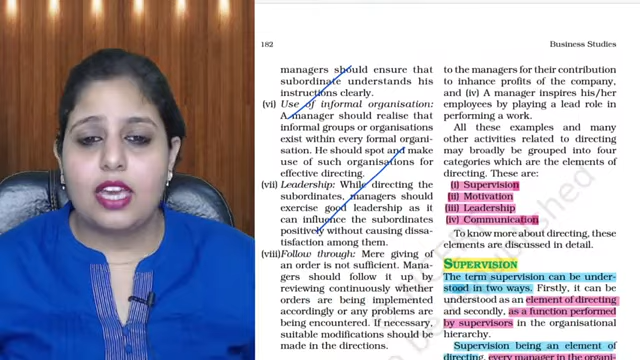 182
Business Studies
managers should ensure that
subordinate understands his
instructions clearly.
(vi) Use of informal organisation:
A manager should realise that
informal groups or organisations
exist within every formal organi-
sation. He should spot and make
use of such organisations for
effective directing.
(vii) Leadership: While directing the
subordinates, managers should
exercise good leadership as it
can influence the subordinates
positively without causing dissa-
tisfaction among them.
(viii) Follow through: Mere giving of
an order is not sufficient. Mana-
gers should follow it up by
reviewing continuously whether
orders are being implemented
accordingly or any problems are
being encountered. If necessary,
suitable modifications should be
made in the directions.
to the managers for their contribution
to inhance profits of the company,
and (iv) A manager inspires his/her
employees by playing a lead role in
performing a work.
All these examples and many
other activities related to directing
may broadly be grouped into four
categories which are the elements of
directing. These are:
(i) Supervision
(ii) Motivation
(iii) Leadership
(iv) Communication
To know more about directing, these
elements are discussed in detail.
SUPERVISION
The term supervision can be under-
stood in two ways. Firstly, it can be
understood as an element of directing
and secondly, as a function performed
by supervisors in the organisational
hierarchy.
Supervision being an element of
directing, every manager in the organi-